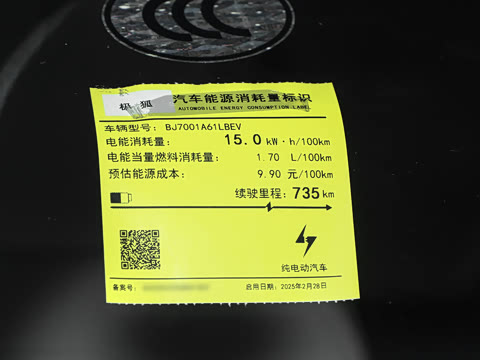 极 狐 汽车能源消耗量标识
AUTOMOBILE ENERGY CONSUMPTION LABEL
车辆型号: BJ7001A61LBEV
电能消耗量: 15.0 kW·h/100km
电能当量燃料消耗量: 1.70 L/100km
预估能源成本: 9.90 元/100km
续驶里程: 735 km
纯电动汽车
备案号: 启用日期: 2025年2月28日